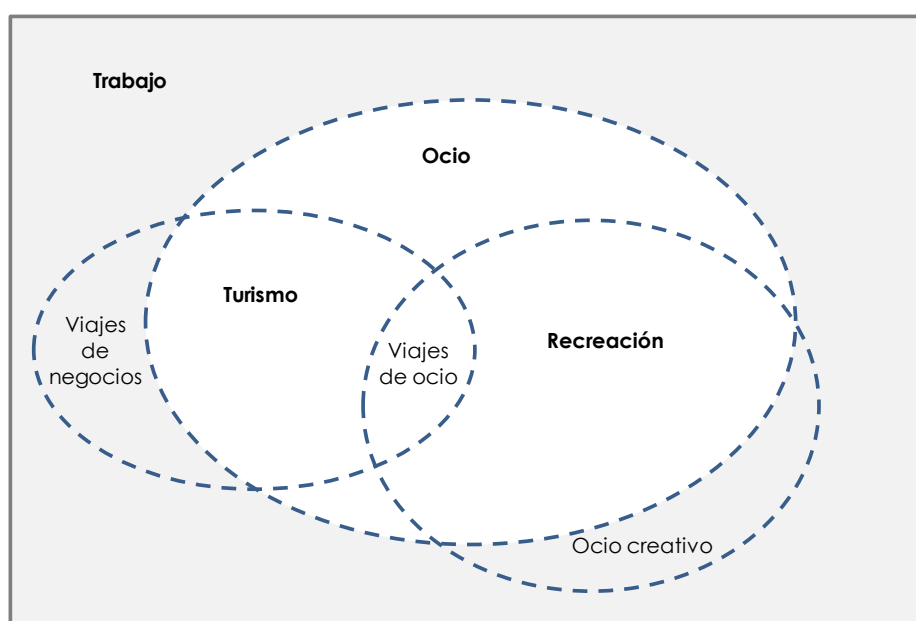 Trabajo
Ocio
Turismo
Viajes
de
negocios
Viajes
de ocio
Recreación
Ocio creativo